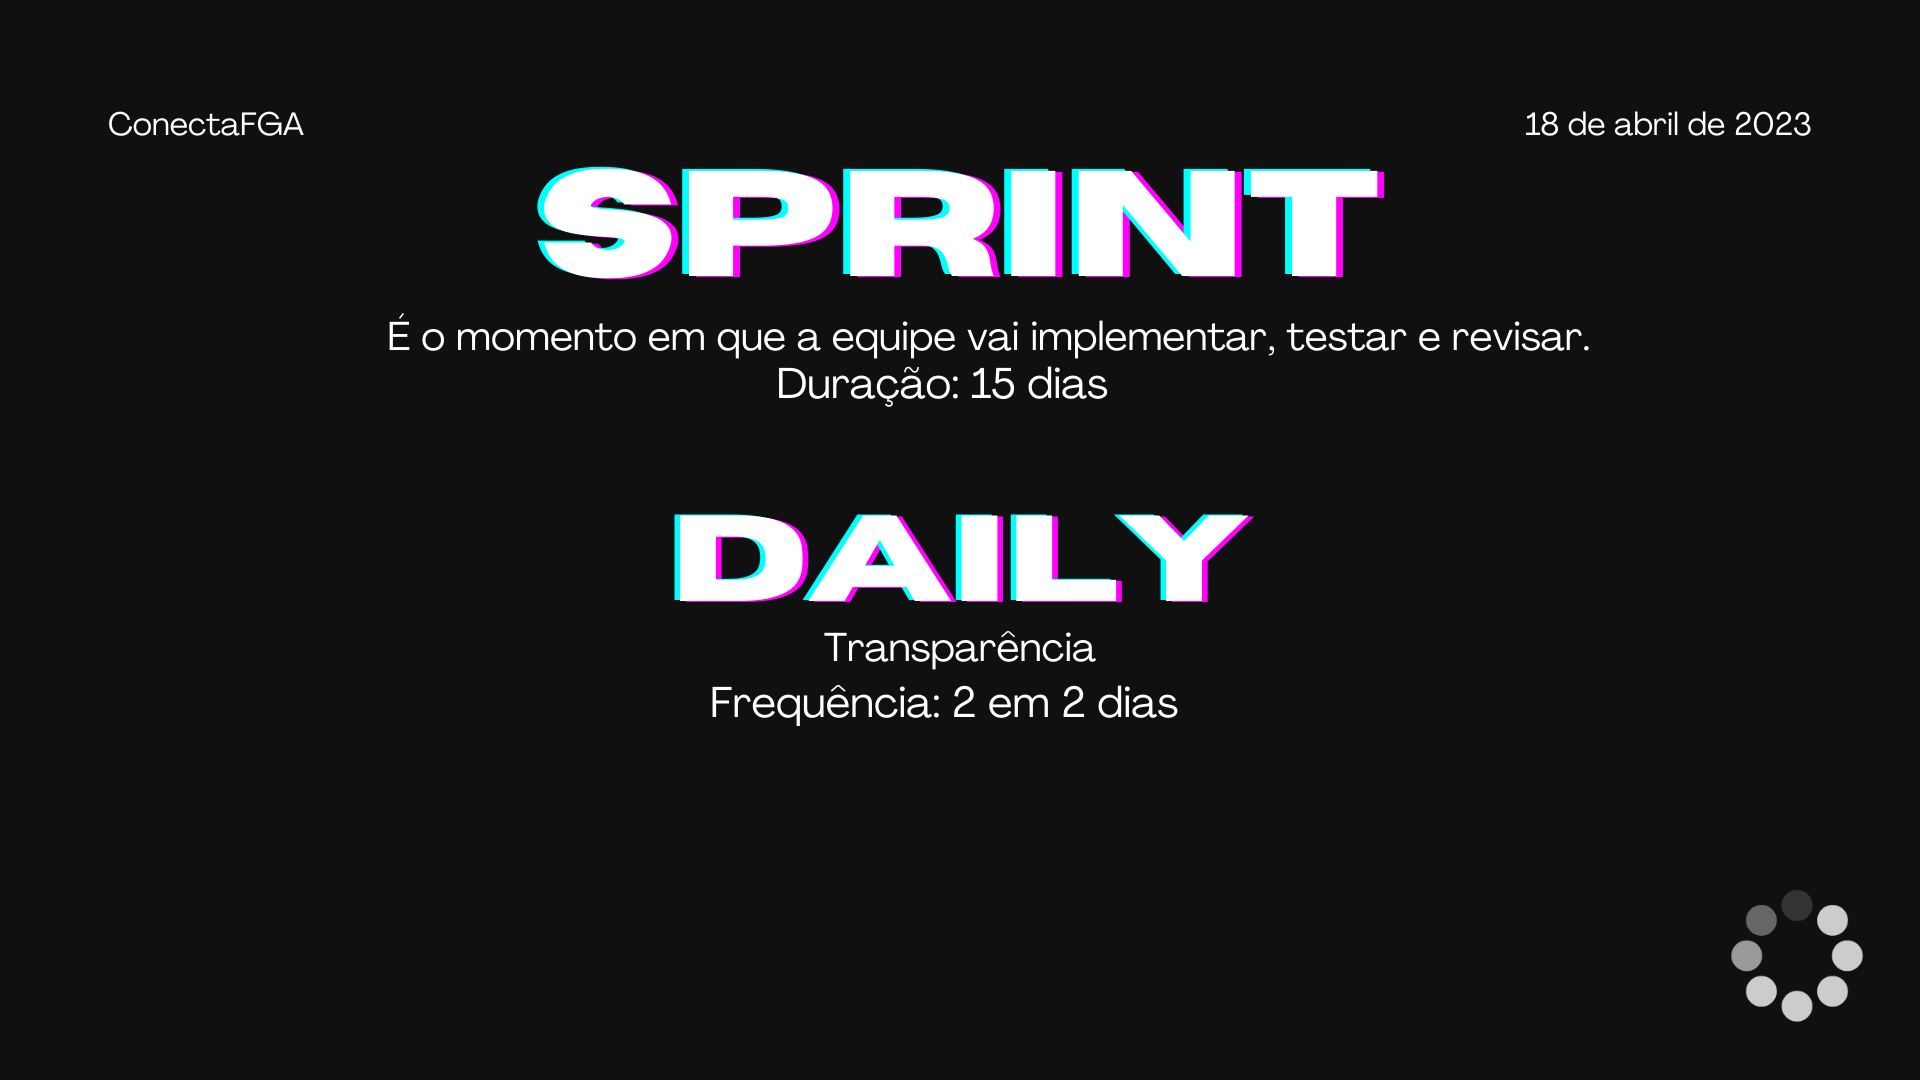 ConectaFGA
18 de abril de 2023
SPRINT
É o momento em que a equipe vai implementar, testar e revisar.
Duração: 15 dias
DAILY
Transparência
Frequência: 2 em 2 dias